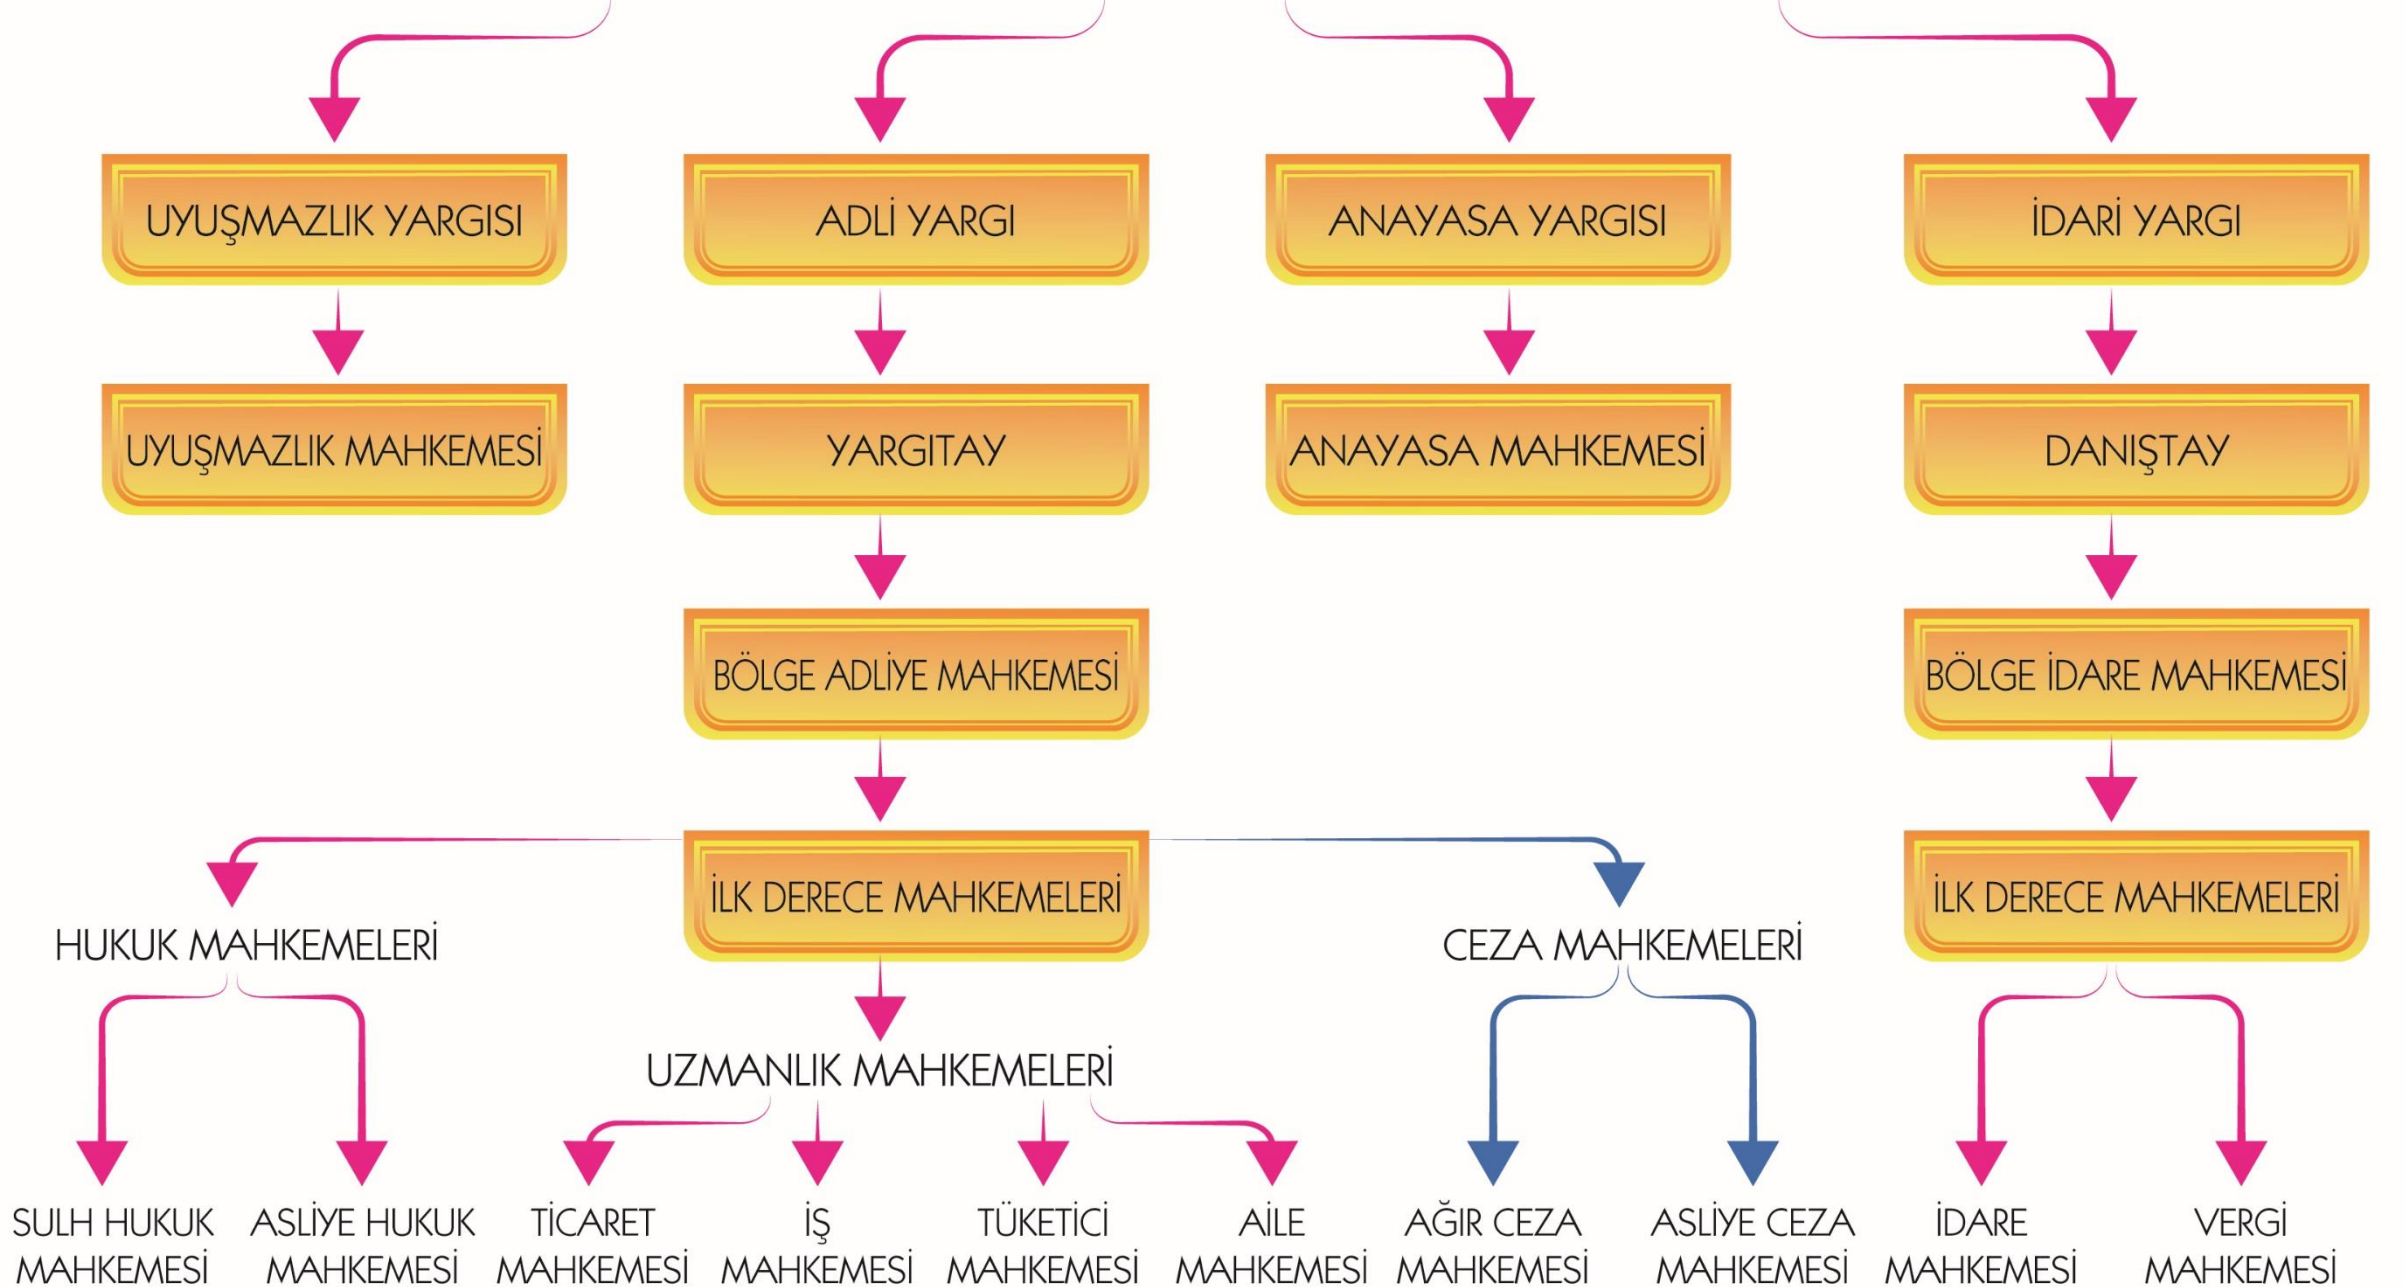 UYUŞMAZLIK YARGISI
ADLİ YARGI
ANAYASA YARGISI
İDARİ YARGI
UYUŞMAZLIK MAHKEMESİ
YARGITAY
ANAYASA MAHKEMESİ
DANIŞTAY
BÖLGE ADLİYE MAHKEMESİ
BÖLGE İDARE MAHKEMESİ
İLK DERECE MAHKEMELERİ
İLK DERECE MAHKEMELERİ
HUKUK MAHKEMELERİ
CEZA MAHKEMELERİ
UZMANLIK MAHKEMELERİ
SULH HUKUK
MAHKEMESİ
ASLİYE HUKUK
MAHKEMESİ
TİCARET
MAHKEMESİ
İŞ
MAHKEMESİ
TÜKETİCİ
MAHKEMESİ
AİLE
MAHKEMESİ
AĞIR CEZA
MAHKEMESİ
ASLİYE CEZA
MAHKEMESİ
İDARE
MAHKEMESİ
VERGİ
MAHKEMESİ